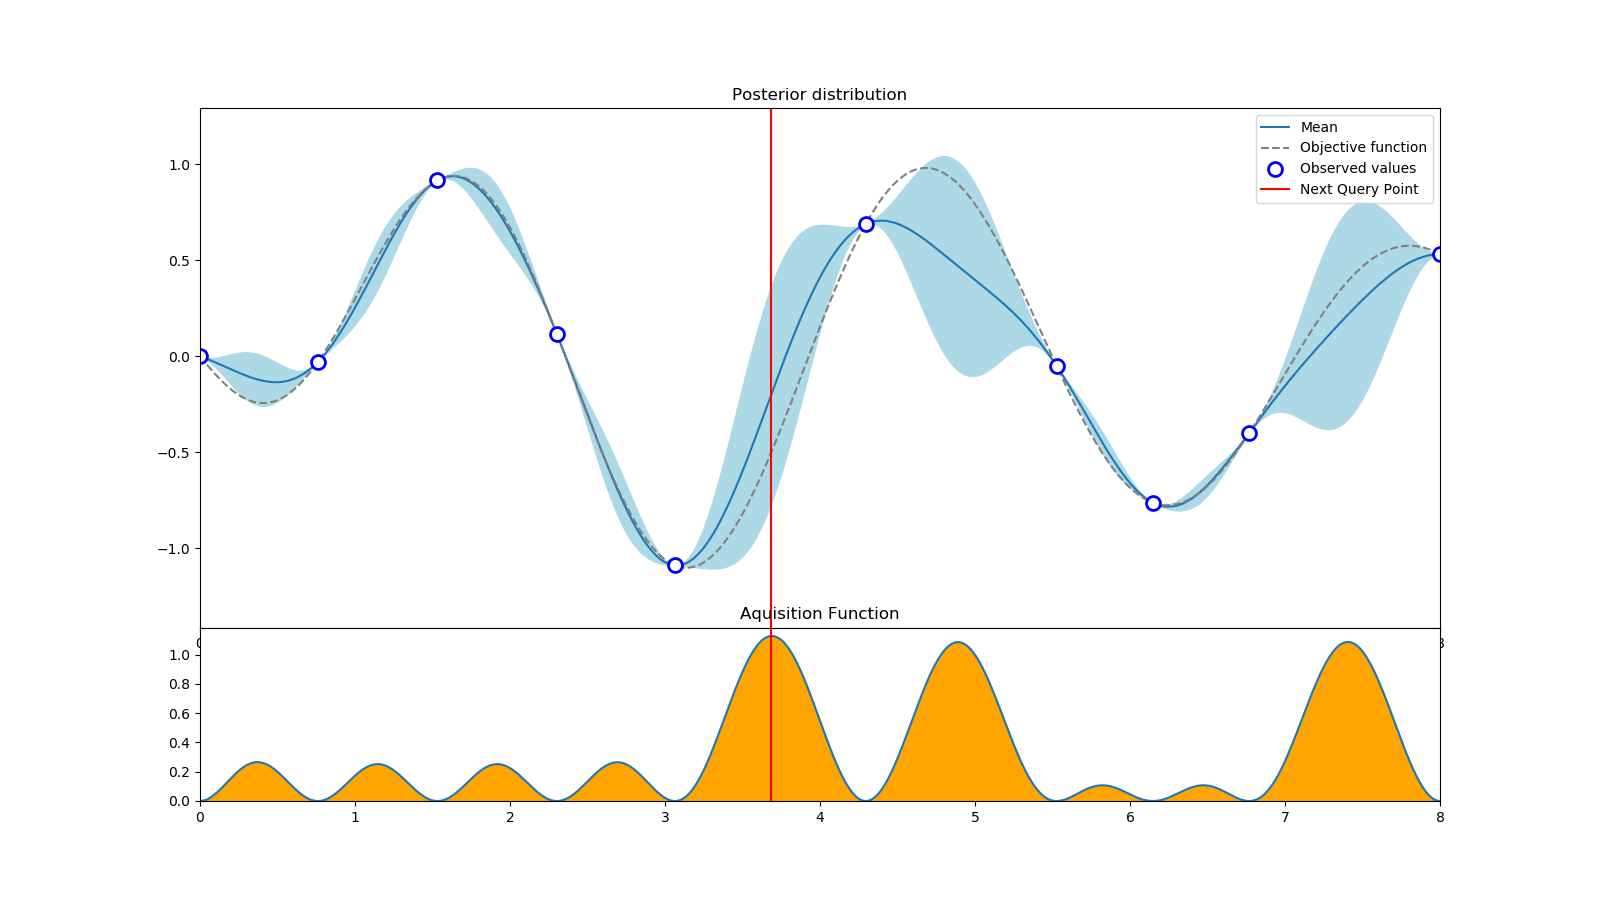 Posterior distribution
Mean
Objective function
Observed values
Next Query Point
1.0
0.5
0.0
−0.5
−1.0
Aquisition Function
1.0
0.8
0.6
0.4
0.2
0.0
0 1 2 3 4 5 6 7 8